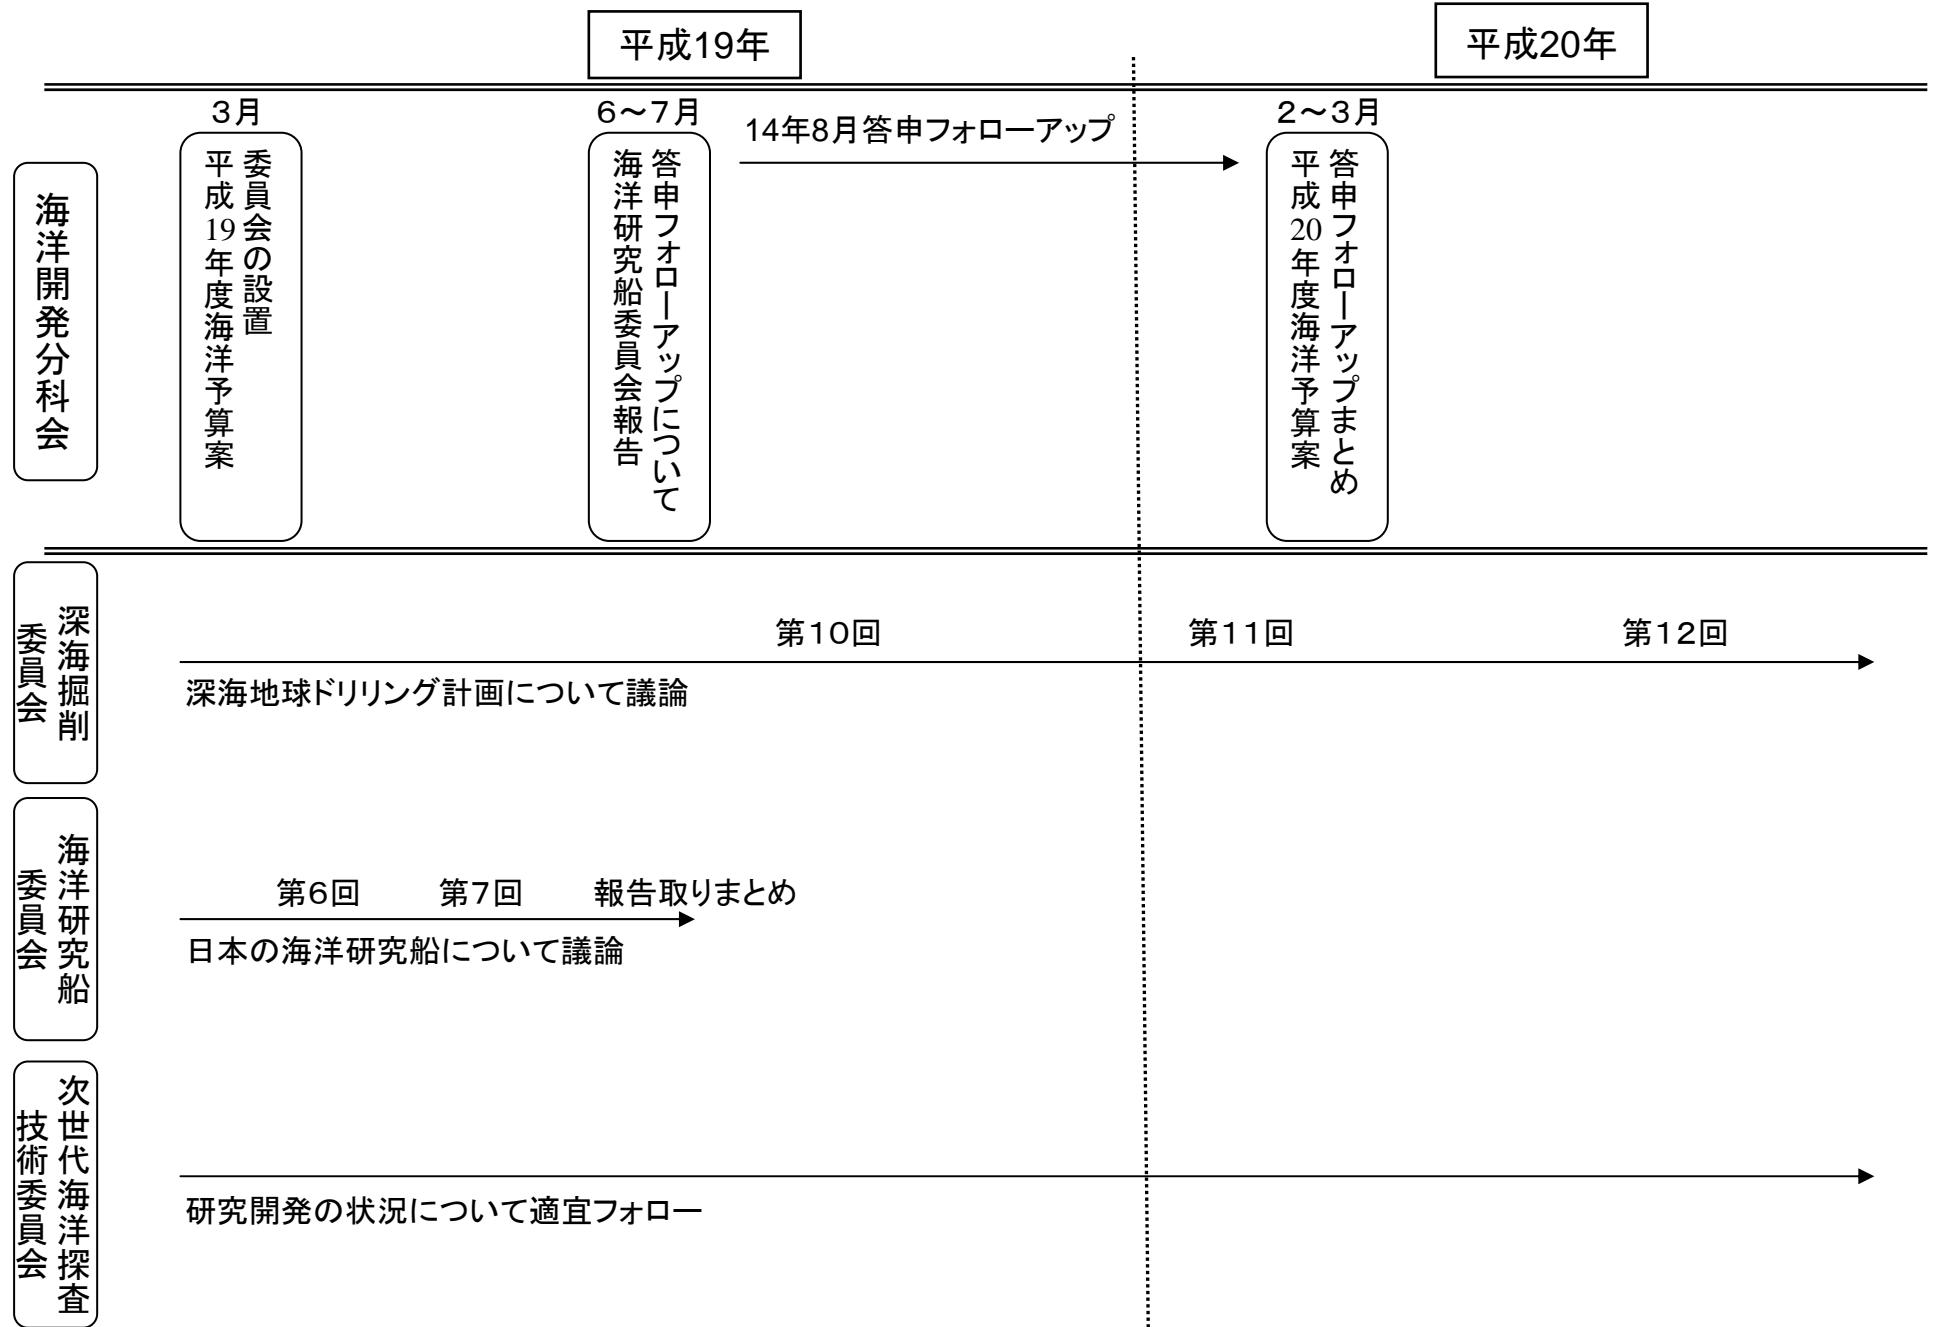 平成19年
平成20年
海洋開発分科会
3月
委員会の設置
平成19年度海洋予算案
6～7月
答申フォローアップについて
海洋研究船委員会報告
14年8月答申フォローアップ
2～3月
答申フォローアップまとめ
平成20年度海洋予算案
深海掘削
委員会
第10回
第11回
第12回
深海地球ドリリング計画について議論
海洋研究船
委員会
第6回
第7回
報告取りまとめ
日本の海洋研究船について議論
次世代海洋探査
技術委員会
研究開発の状況について適宜フォロー